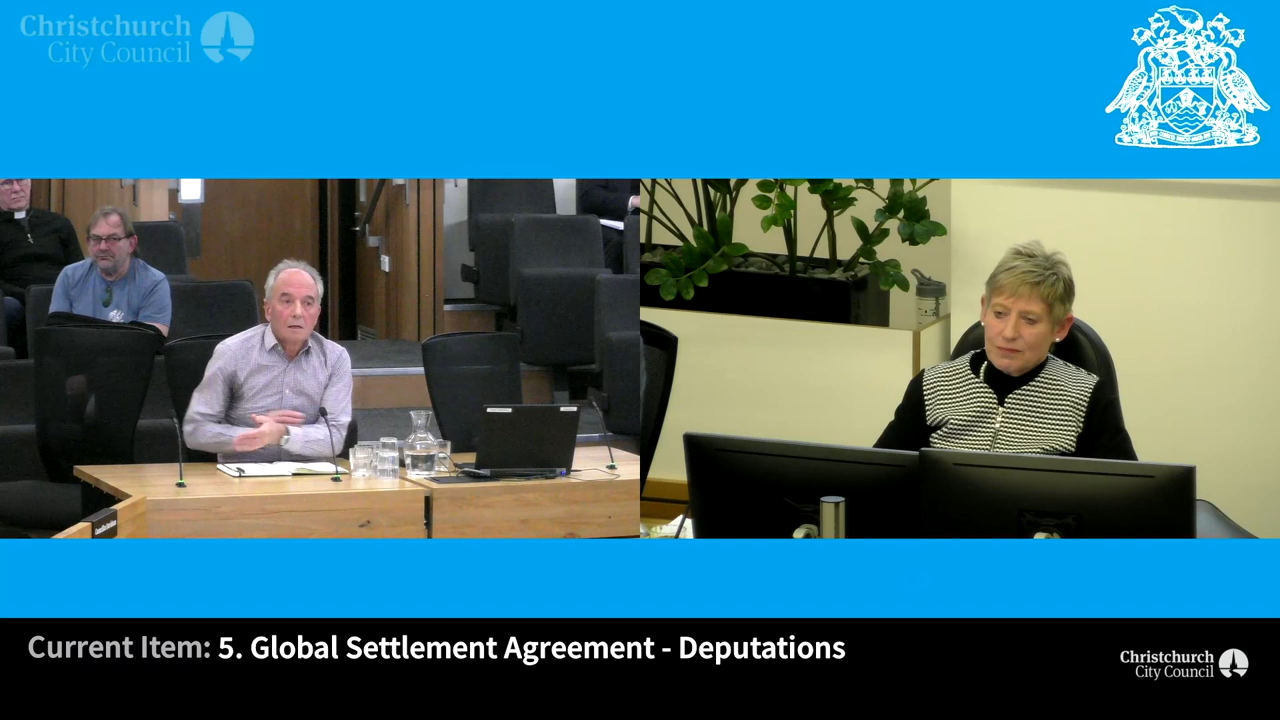 Christchurch
City Council
Current Item: 5. Global Settlement Agreement - Deputations
Christchurch
City Council